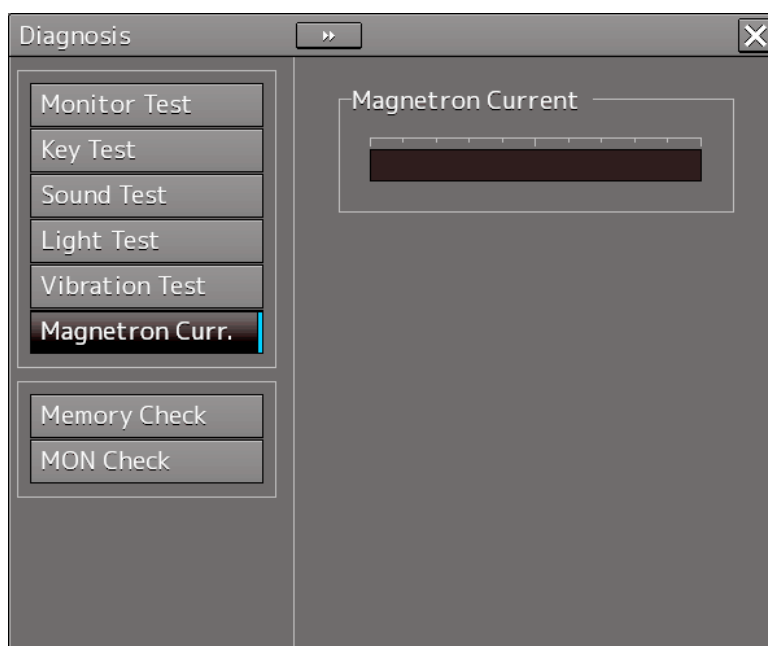 Diagnosis
Monitor Test
Key Test
Sound Test
Light Test
Vibration Test
Magnetron Curr.
Memory Check
MON Check
Magnetron Current